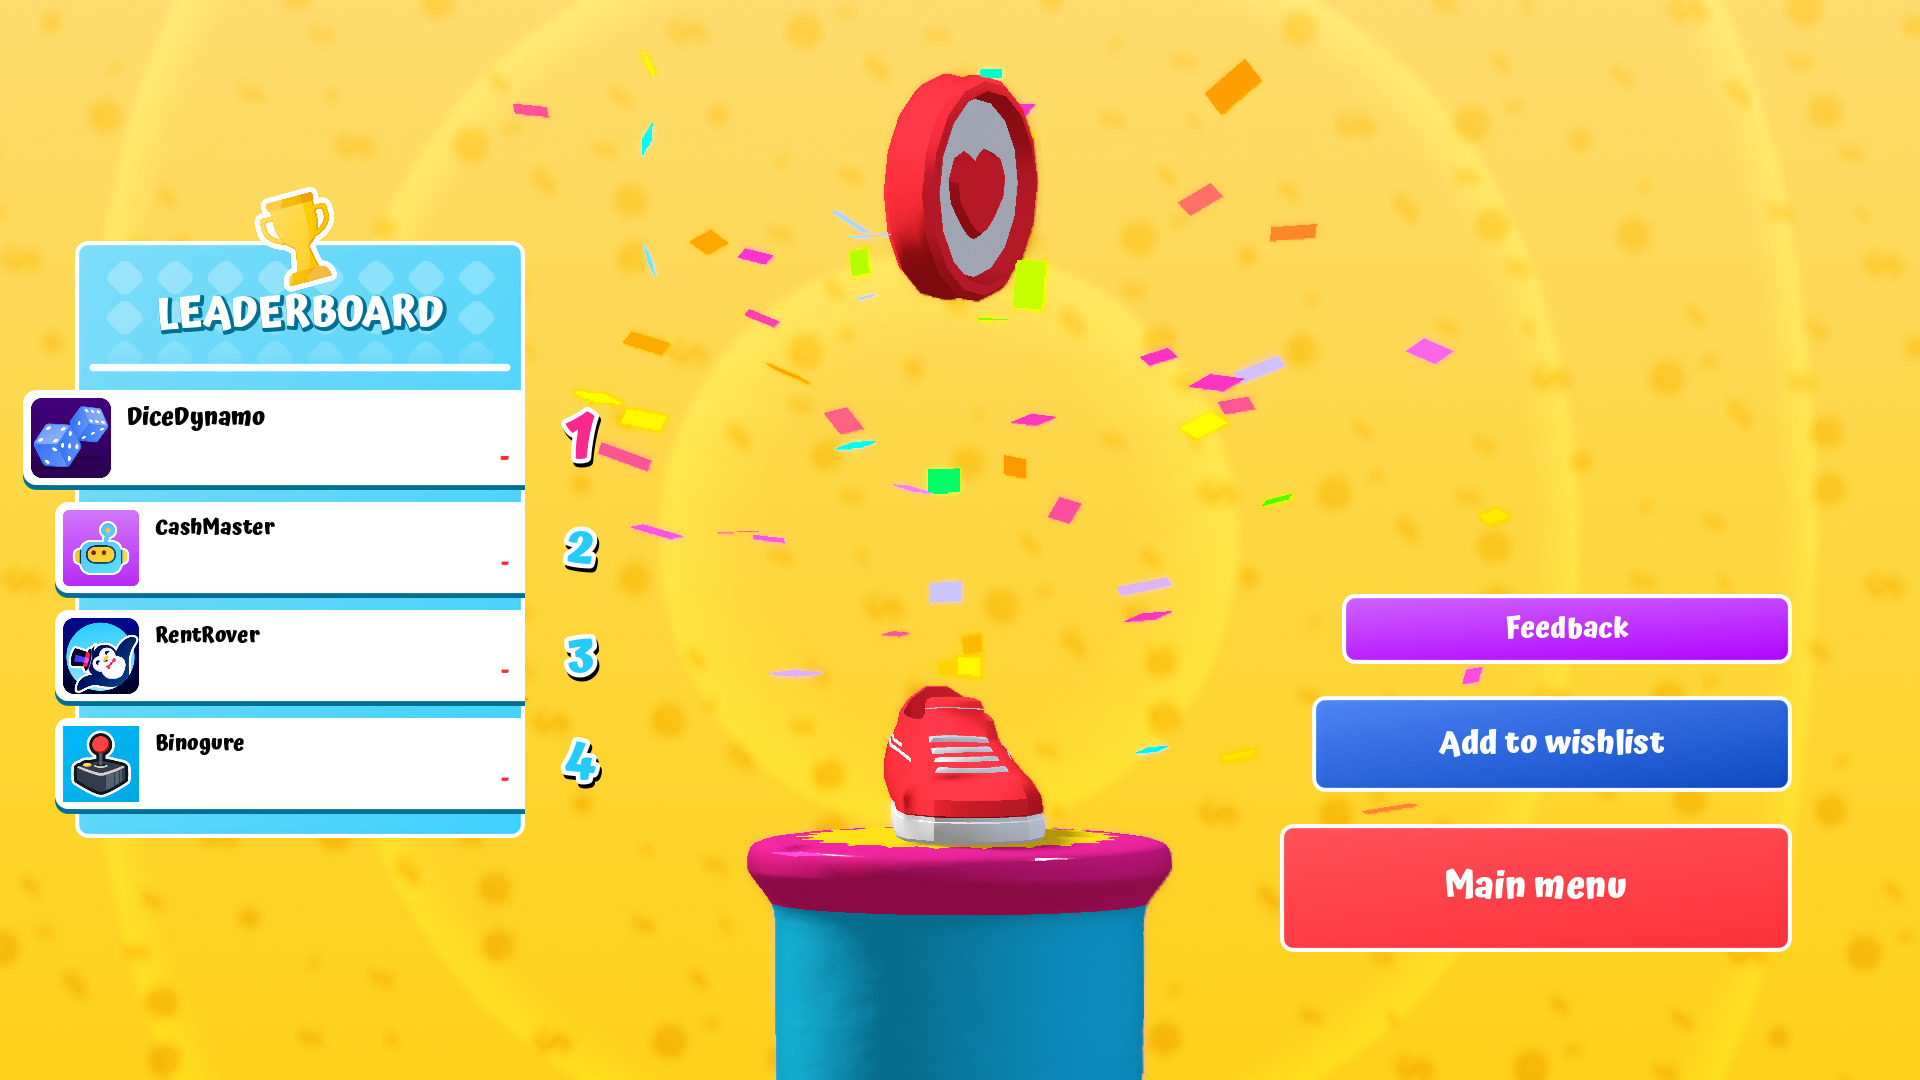 LEADERBOARD
DiceDynamo
-
1
CashMaster
-
2
RentRover
-
3
Binogure
-
4
Feedback
Add to wishlist
Main menu